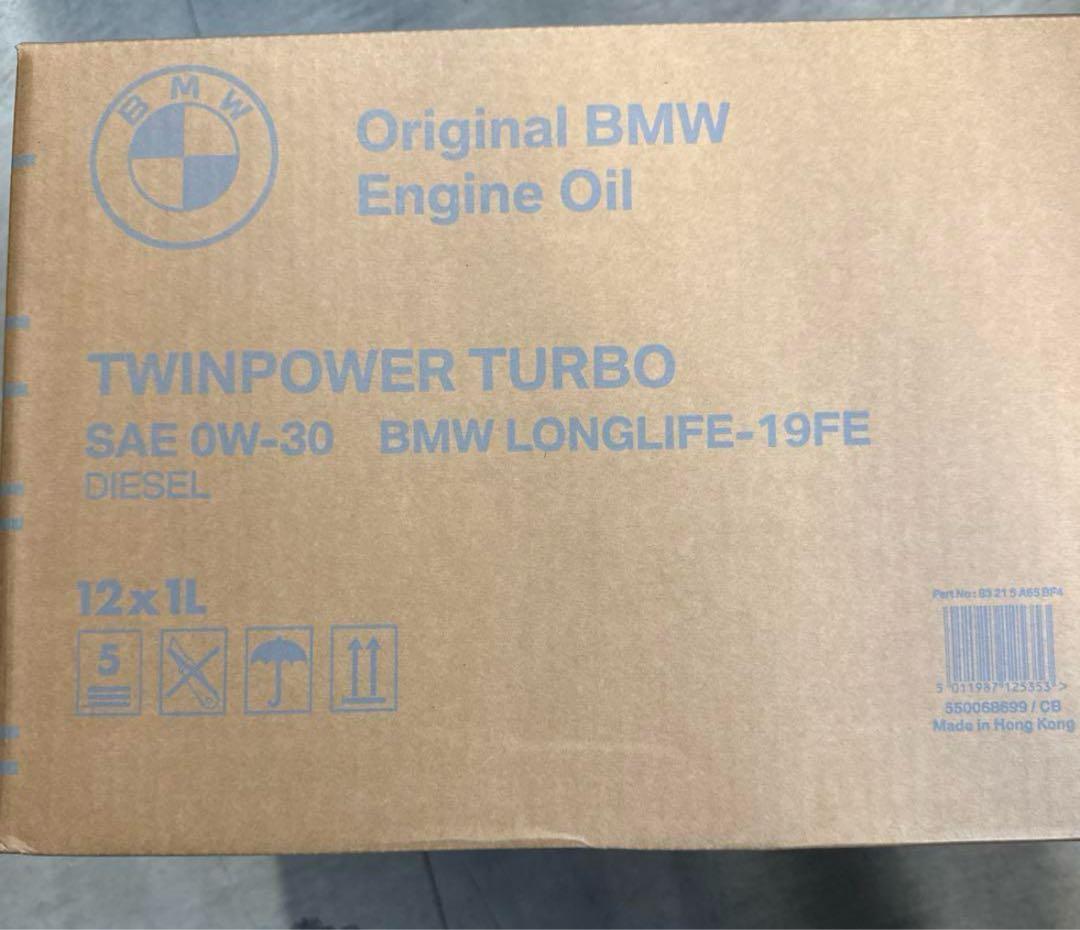 BMW
Original BMW
Engine Oil
TWINPOWER TURBO
SAE 0W-30 BMW LONGLIFE-19FE
DIESEL
12x1L
5
Part No: 83 21 5 A65 BF4
5 011987 125353 >
550068699 / CB
Made in Hong Kong